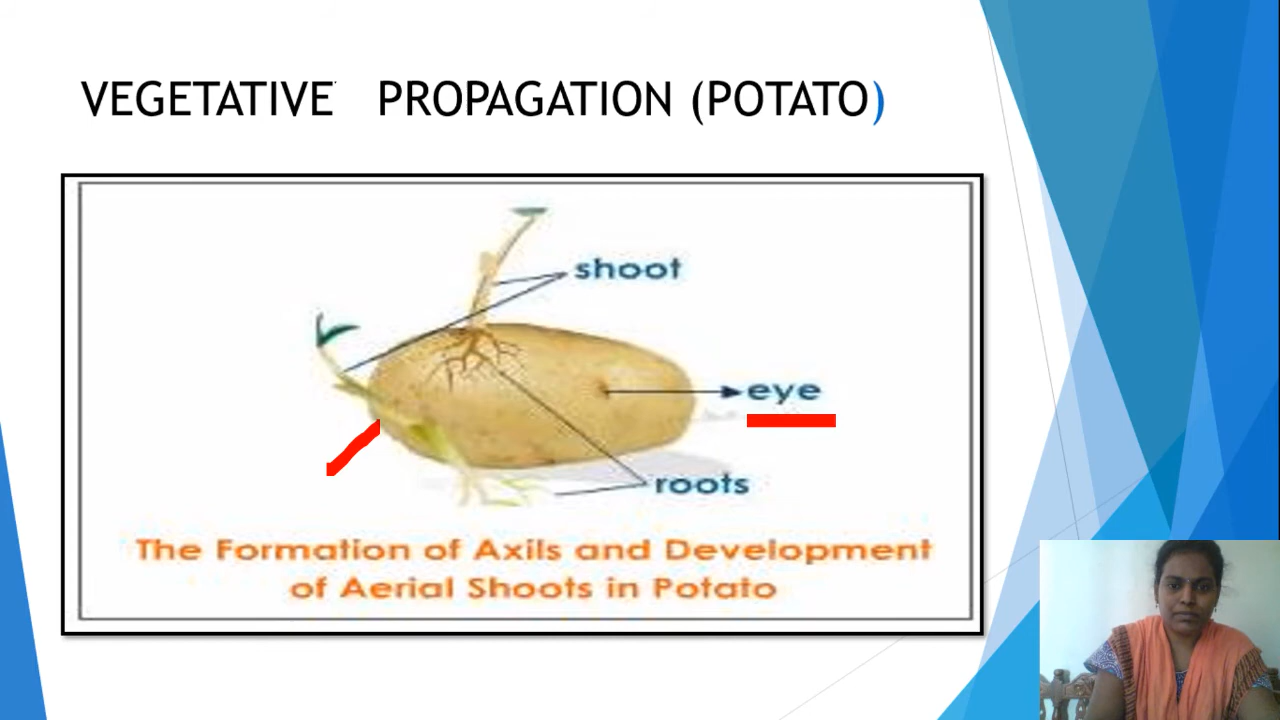 VEGETATIVE PROPAGATION (POTATO)
shoot
eye
roots
The Formation of Axils and Development
of Aerial Shoots in Potato